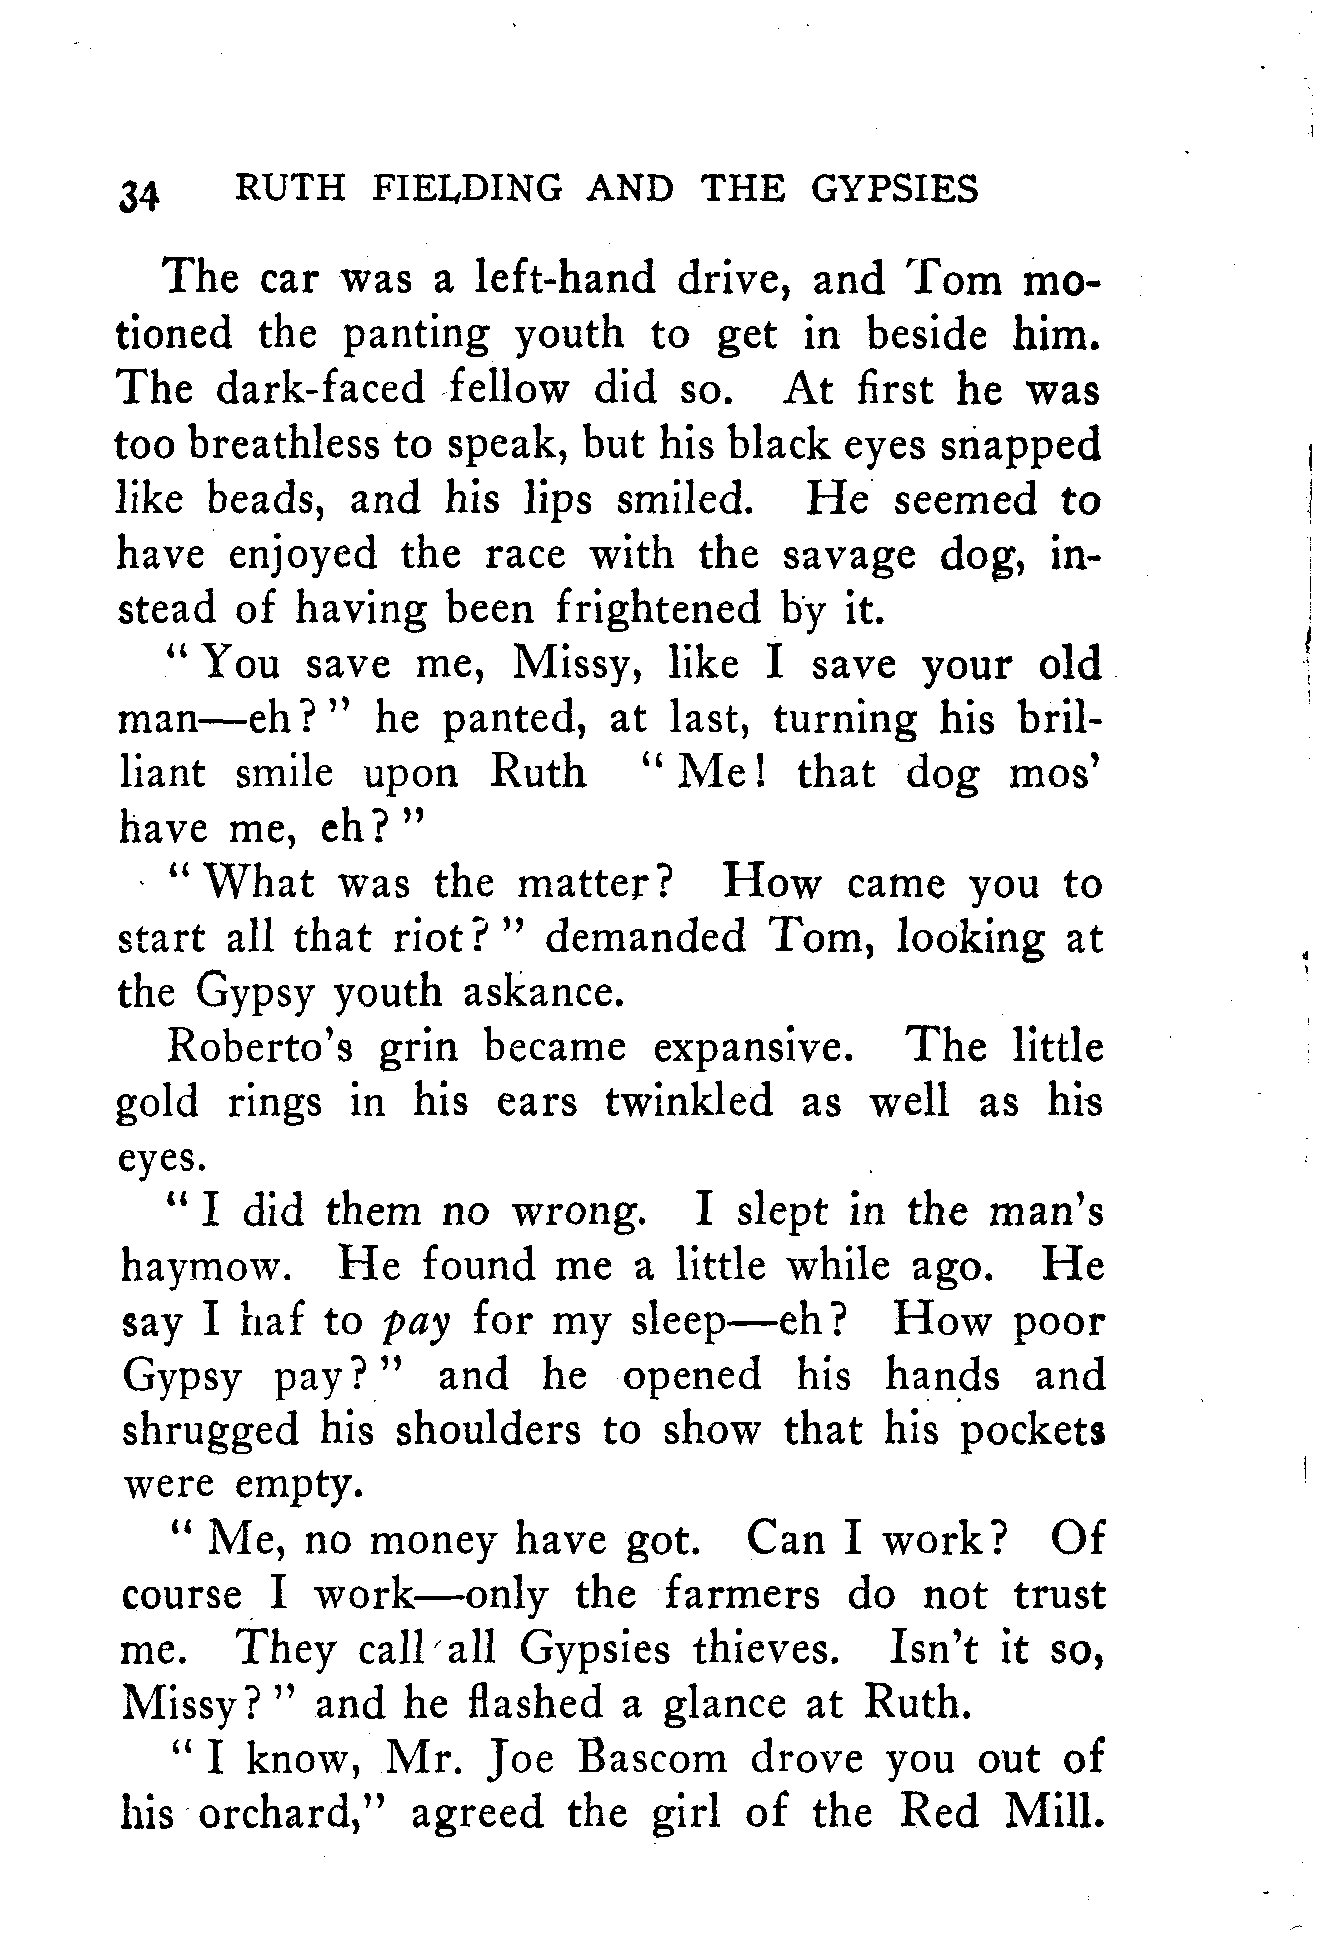 34 RUTH FIELDING AND THE GYPSIES
The car was a left-hand drive, and Tom mo-
tioned the panting youth to get in beside him.
The dark-faced fellow did so. At first he was
too breathless to speak, but his black eyes snapped
like beads, and his lips smiled. He seemed to
have enjoyed the race with the savage dog, in-
stead of having been frightened by it.
"You save me, Missy, like I save your old
man—eh?" he panted, at last, turning his bril-
liant smile upon Ruth "Me! that dog mos'
have me, eh?"
"What was the matter? How came you to
start all that riot?" demanded Tom, looking at
the Gypsy youth askance.
Roberto's grin became expansive. The little
gold rings in his ears twinkled as well as his
eyes.
"I did them no wrong. I slept in the man's
haymow. He found me a little while ago. He
say I haf to pay for my sleep—eh? How poor
Gypsy pay?" and he opened his hands and
shrugged his shoulders to show that his pockets
were empty.
"Me, no money have got. Can I work? Of
course I work—only the farmers do not trust
me. They call all Gypsies thieves. Isn't it so,
Missy?" and he flashed a glance at Ruth.
"I know, Mr. Joe Bascom drove you out of
his orchard," agreed the girl of the Red Mill.